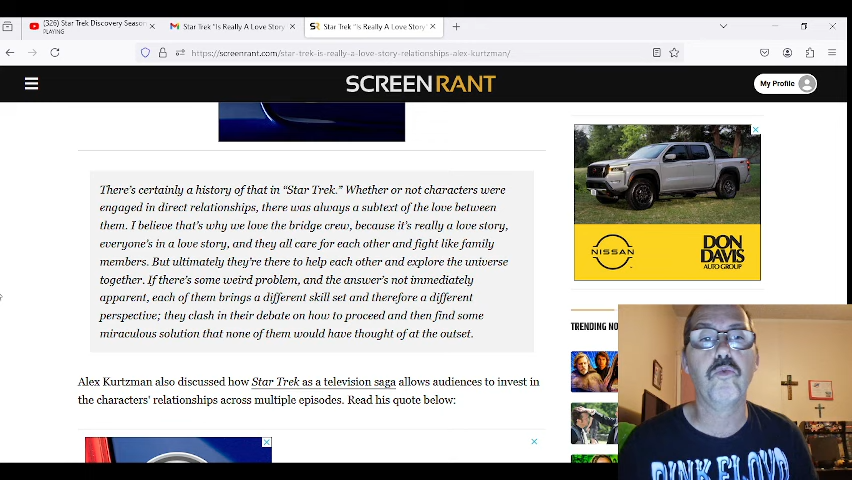 (326) Star Trek Discovery Season
PLAYING
Star Trek "Is Really A Love Story
Star Trek "Is Really A Love Story
https://screenrant.com/star-trek-is-really-a-love-story-relationships-alex-kurtzman/
SCREENRANT
My Profile
There's certainly a history of that in "Star Trek." Whether or not characters were
engaged in direct relationships, there was always a subtext of the love between
them. I believe that's why we love the bridge crew, because it's really a love story,
everyone's in a love story, and they all care for each other and fight like family
members. But ultimately they're there to help each other and explore the universe
together. If there's some weird problem, and the answer's not immediately
apparent, each of them brings a different skill set and therefore a different
perspective; they clash in their debate on how to proceed and then find some
miraculous solution that none of them would have thought of at the outset.
Alex Kurtzman also discussed how Star Trek as a television saga allows audiences to invest in
the characters' relationships across multiple episodes. Read his quote below:
NISSAN
DON
DAVIS
AUTO GROUP
TRENDING NO
PINK FLOYD